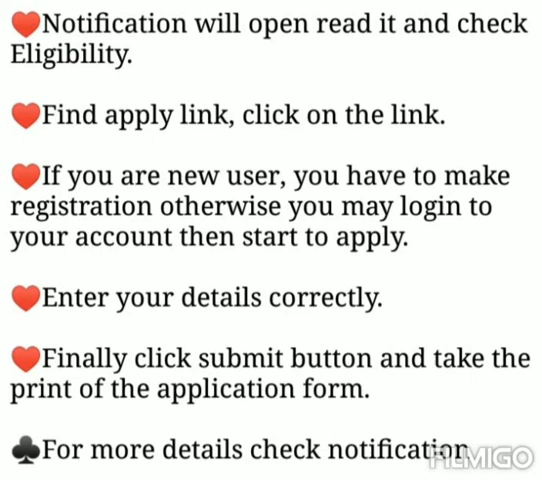 ♥Notification will open read it and check
Eligibility.
♥Find apply link, click on the link.
♥If you are new user, you have to make
registration otherwise you may login to
your account then start to apply.
♥Enter your details correctly.
♥Finally click submit button and take the
print of the application form.
♣For more details check notification
FILMIGO